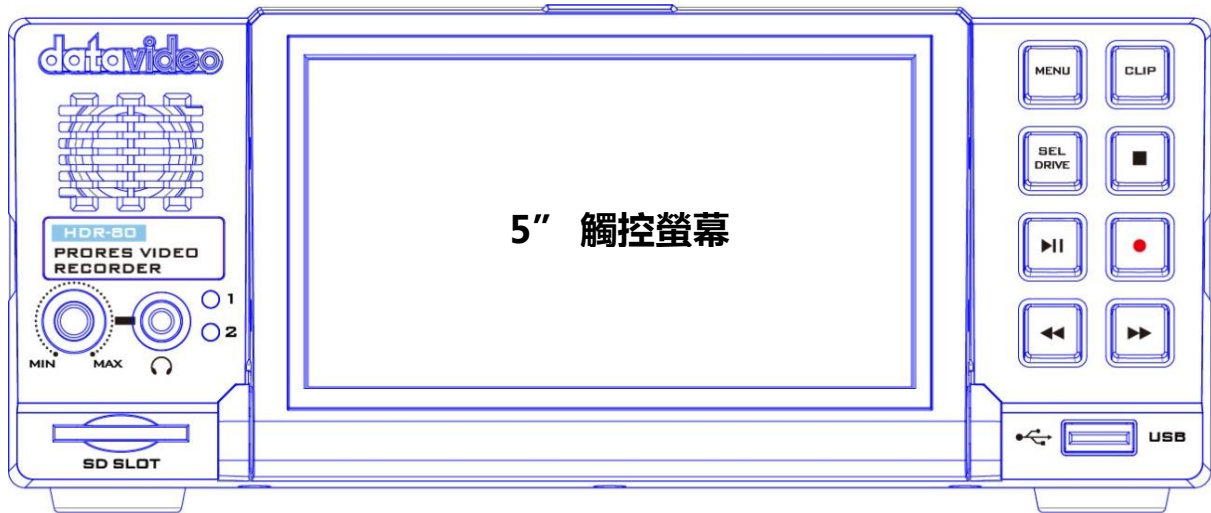 datavideo
HDR-80
PRORES VIDEO
RECORDER
MIN
MAX
1
2
SD SLOT
5” 觸控螢幕
MENU
CLIP
SEL
DRIVE
USB